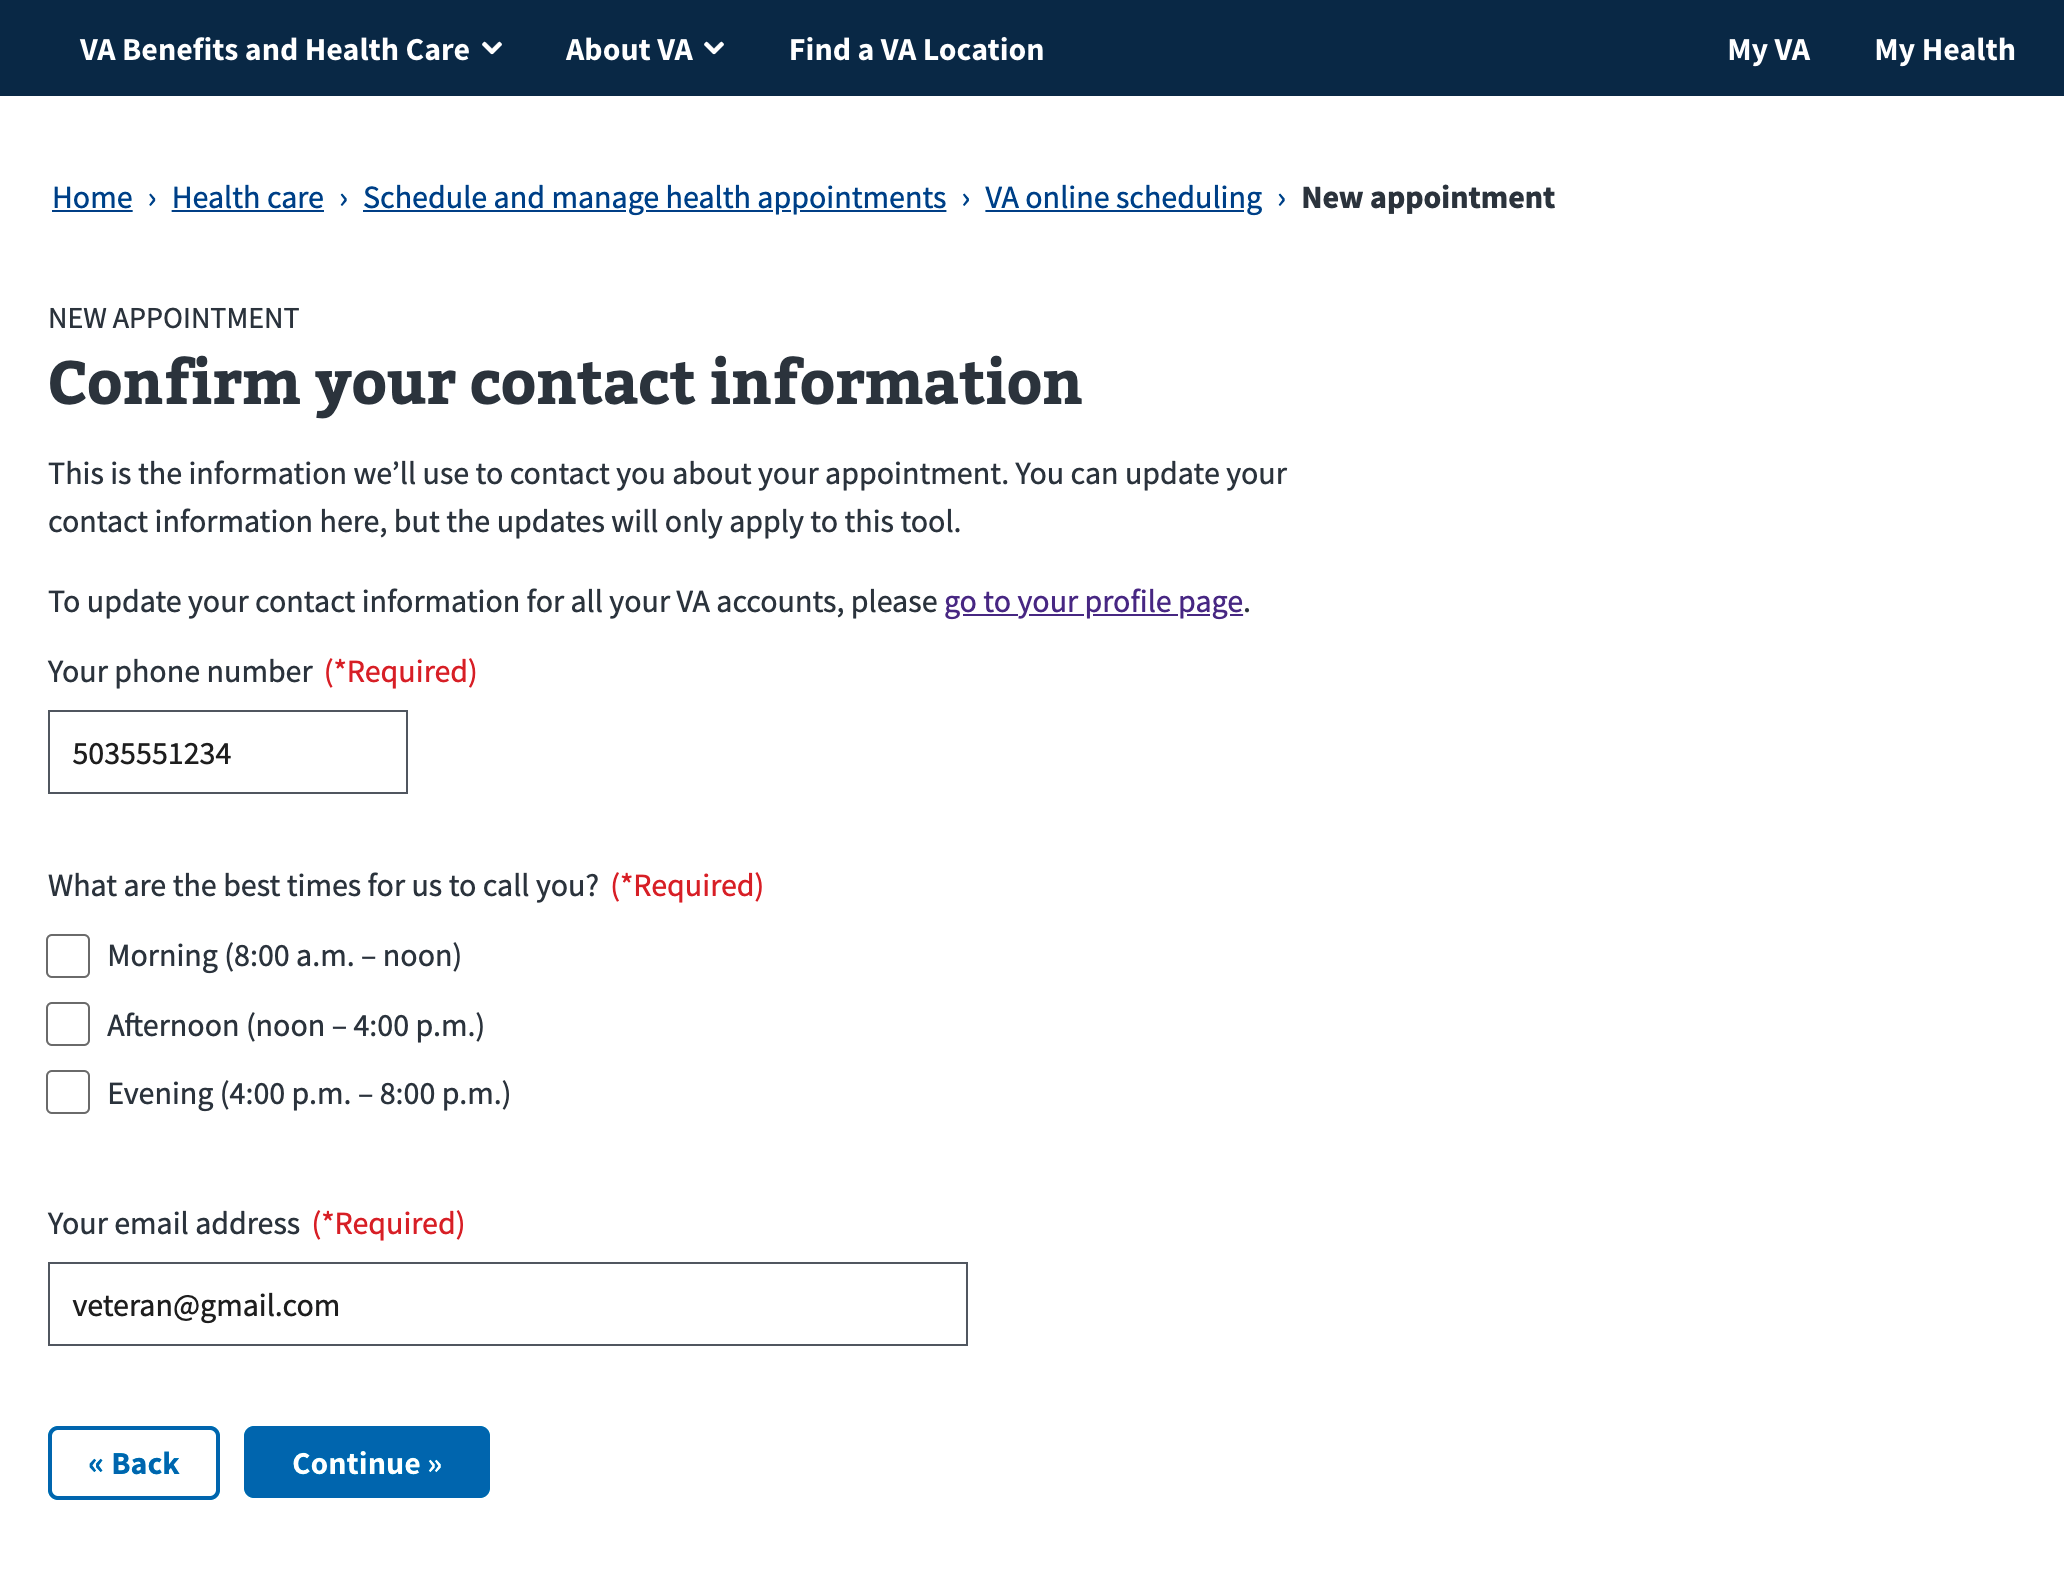 VA Benefits and Health Care About VA Find a VA Location My VA My Health
Home › Health care › Schedule and manage health appointments › VA online scheduling › New appointment
NEW APPOINTMENT
Confirm your contact information
This is the information we’ll use to contact you about your appointment. You can update your
contact information here, but the updates will only apply to this tool.
To update your contact information for all your VA accounts, please go to your profile page.
Your phone number (*Required)
5035551234
What are the best times for us to call you? (*Required)
Morning (8:00 a.m. – noon)
Afternoon (noon – 4:00 p.m.)
Evening (4:00 p.m. – 8:00 p.m.)
Your email address (*Required)
veteran@gmail.com
« Back Continue »